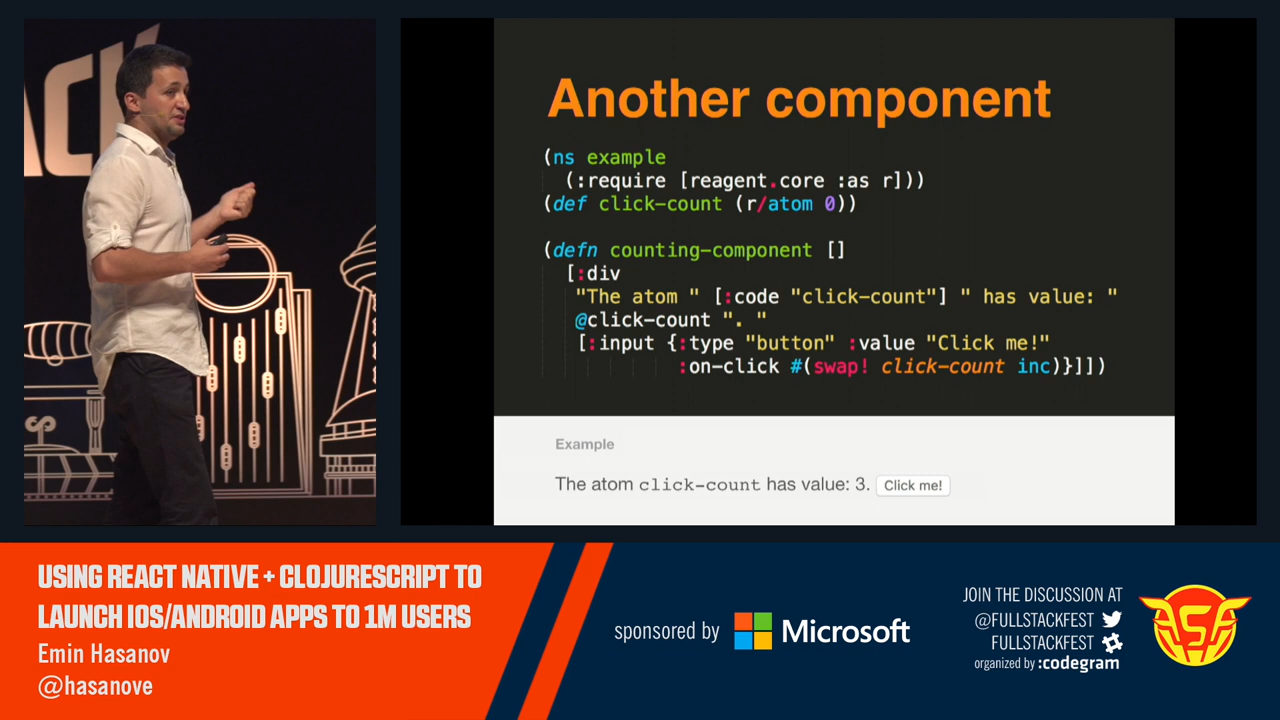 ACK
Another component
(ns example
(:require [reagent.core :as r]))
(def click-count (r/atom 0))
(defn counting-component []
[:div
"The atom " [:code "click-count"] " has value: "
@click-count ". "
[:input {:type "button" :value "Click me!"
:on-click #(swap! click-count inc)}]])
Example
The atom click-count has value: 3. Click me!
USING REACT NATIVE + CLOJURESCRIPT TO
LAUNCH IOS/ANDROID APPS TO 1M USERS
Emin Hasanov
@hasanove
sponsored by Microsoft
JOIN THE DISCUSSION AT
@FULLSTACKFEST
FULLSTACKFEST
organized by :codegram
FSF